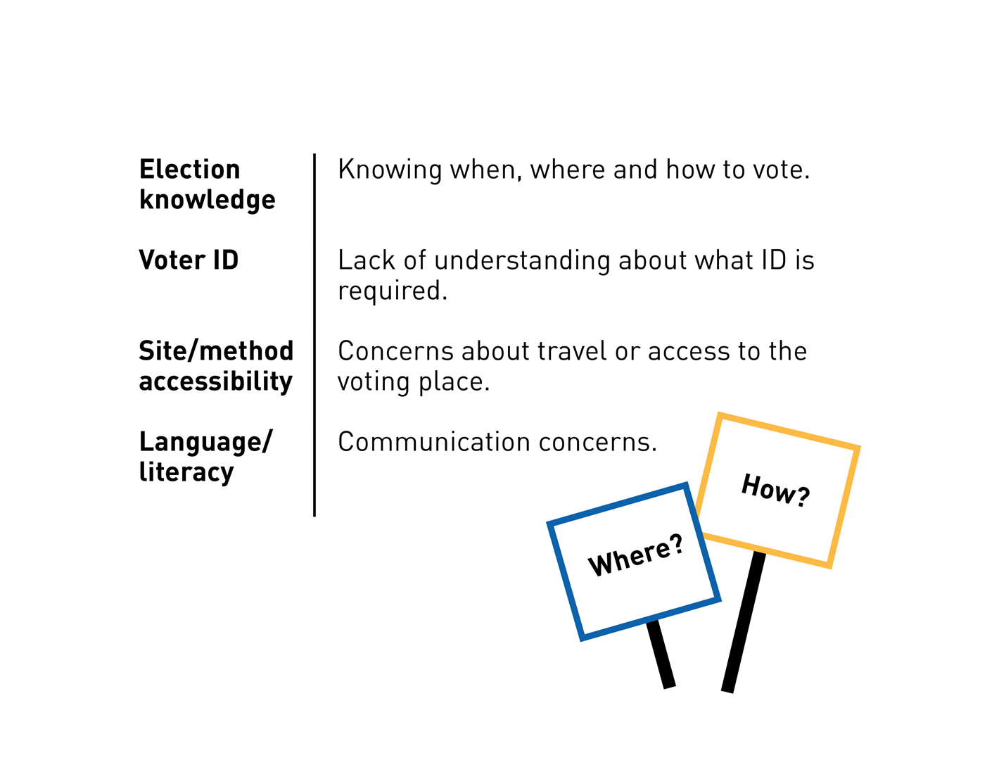 Election
knowledge
Knowing when, where and how to vote.
Voter ID
Lack of understanding about what ID is
required.
Site/method
accessibility
Concerns about travel or access to the
voting place.
Language/
literacy
Communication concerns.
How?
Where?